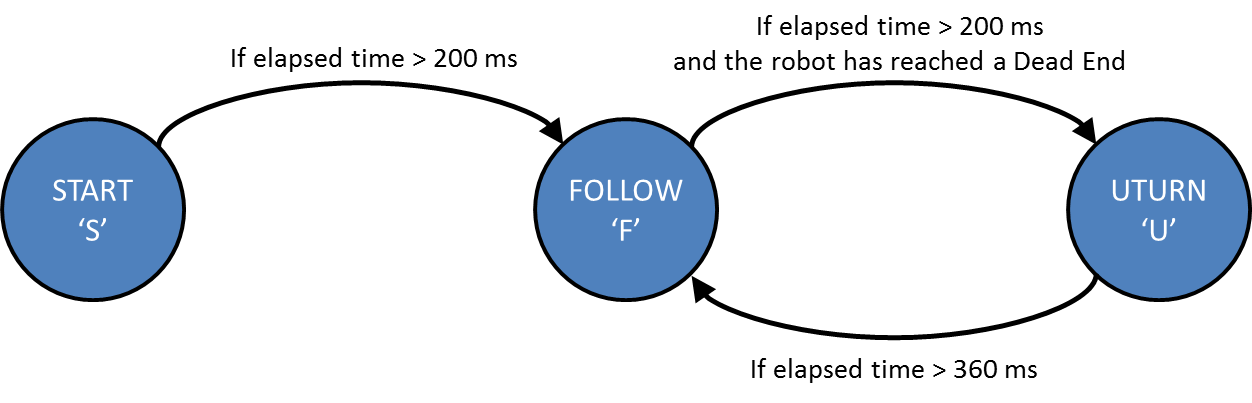 If elapsed time > 200 ms
If elapsed time > 200 ms
and the robot has reached a Dead End
START
‘S’
FOLLOW
‘F’
UTURN
‘U’
If elapsed time > 360 ms